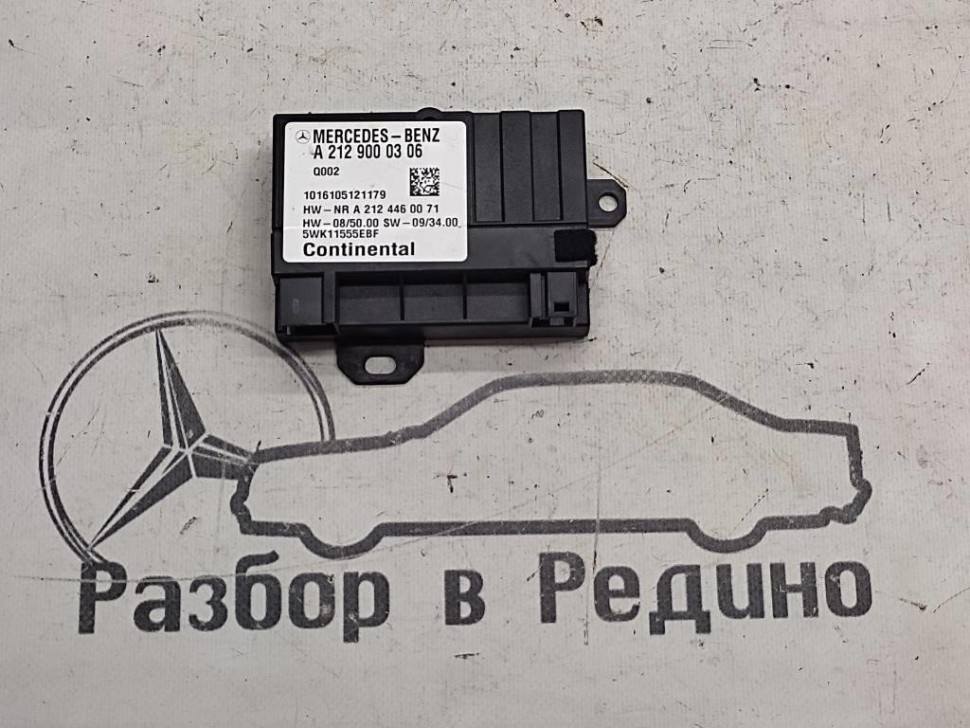 MERCEDES-BENZ
A 212 900 03 06
Q002
1016105121179
HW-NR A 212 446 00 71
HW-08/50.00 SW-09/34.00
5WK11555EBF
Continental
Разбор в Редино